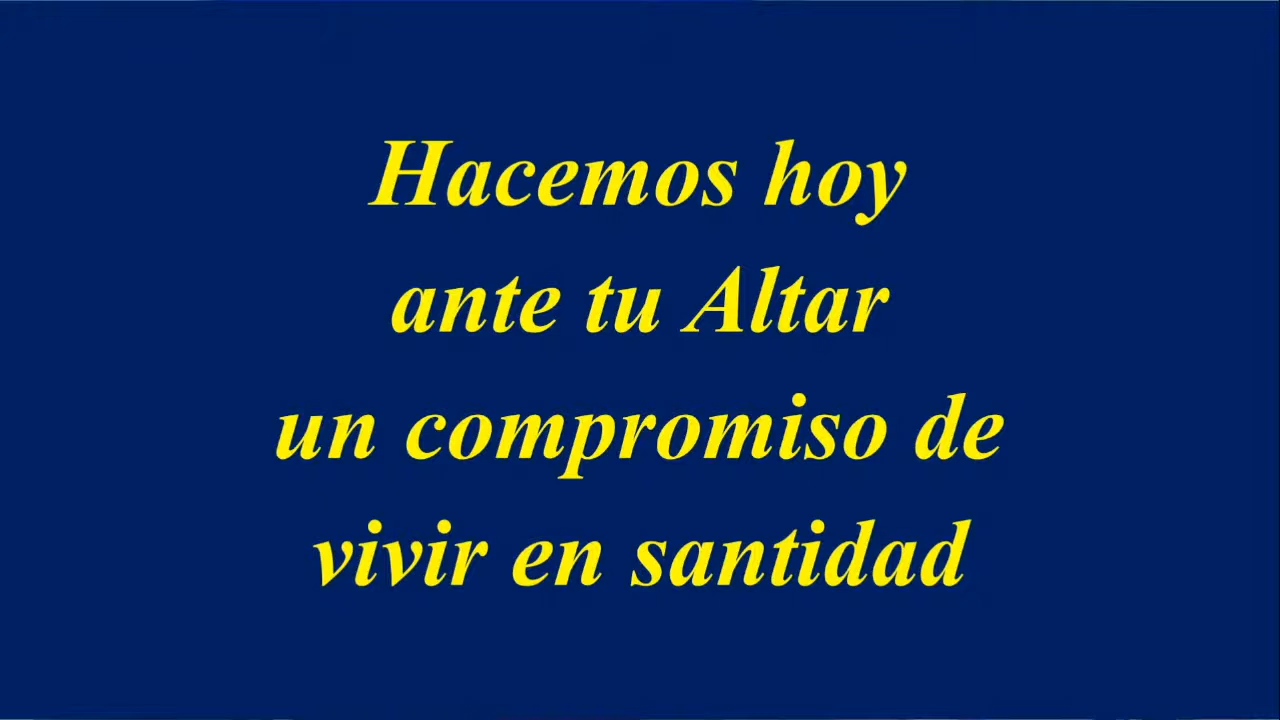 Hacemos hoy
ante tu Altar
un compromiso de
vivir en santidad